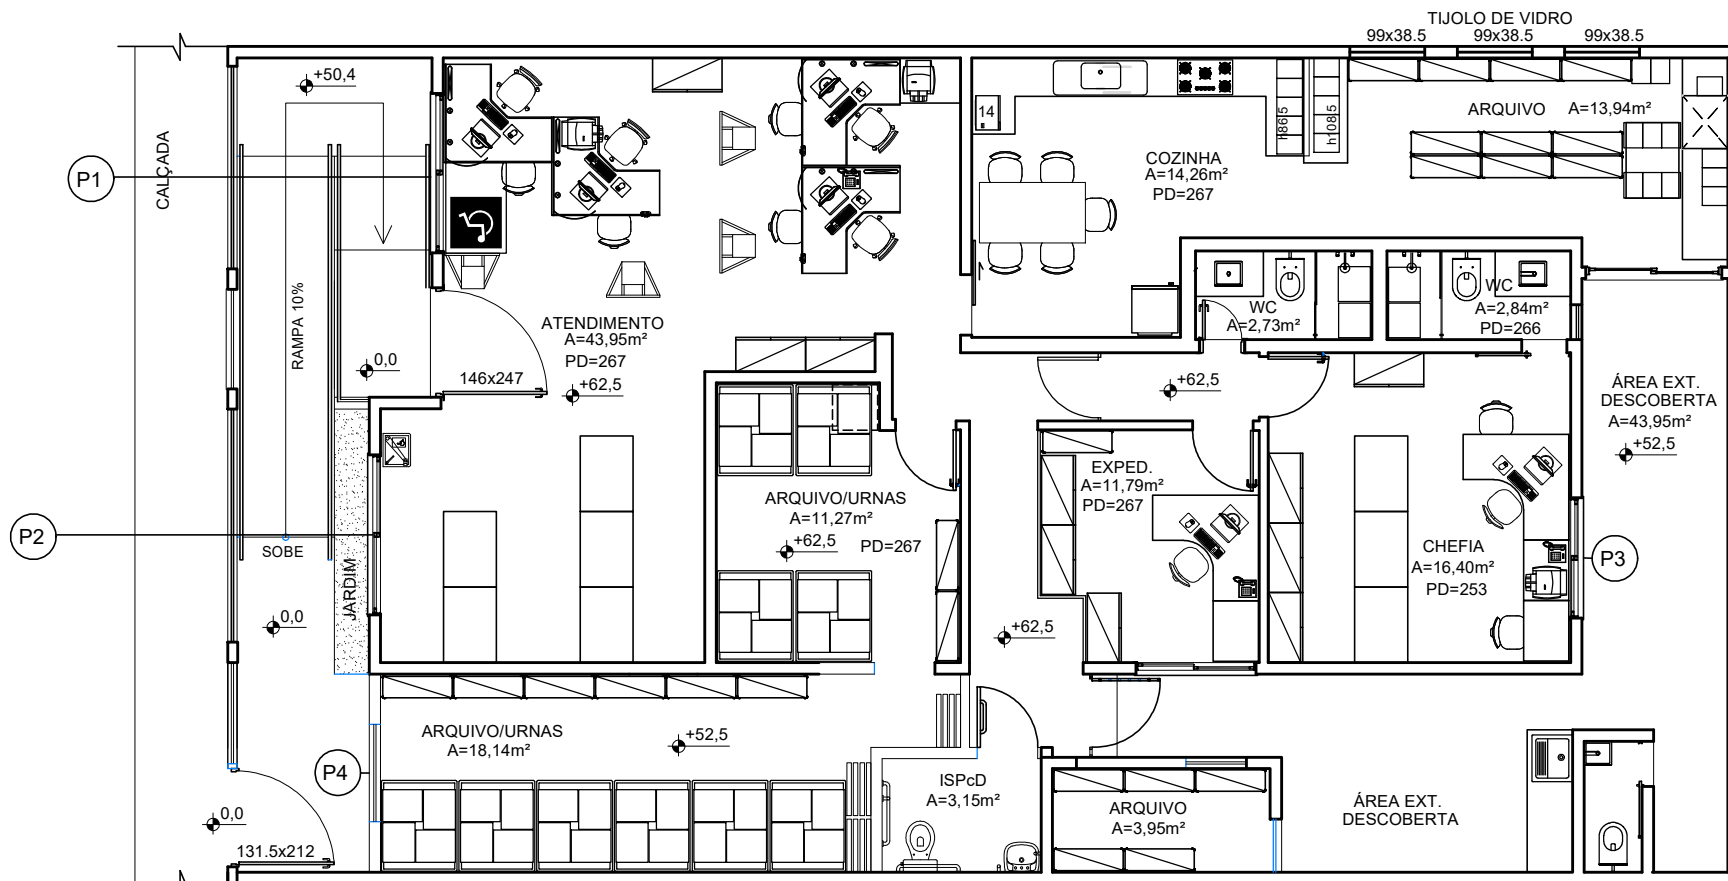 TIJOLO DE VIDRO
99x38.5
99x38.5
99x38.5
+50,4
14
h86,5
h108,5
ARQUIVO
A=13,94m²
CALÇADA
P1
COZINHA
A=14,26m²
PD=267
RAMPA 10%
ATENDIMENTO
A=43,95m²
PD=267
+62,5
0,0
146x247
WC
A=2,73m²
WC
A=2,84m²
PD=266
+62,5
ÁREA EXT.
DESCOBERTA
A=43,95m²
+52,5
ARQUIVO/URNAS
A=11,27m²
+62,5
PD=267
EXPED.
A=11,79m²
PD=267
P2
SOBE
JARDIM
CHEFIA
A=16,40m²
PD=253
P3
0,0
+62,5
ARQUIVO/URNAS
A=18,14m²
+52,5
P4
ISPcD
A=3,15m²
ARQUIVO
A=3,95m²
ÁREA EXT.
DESCOBERTA
0,0
131.5x212